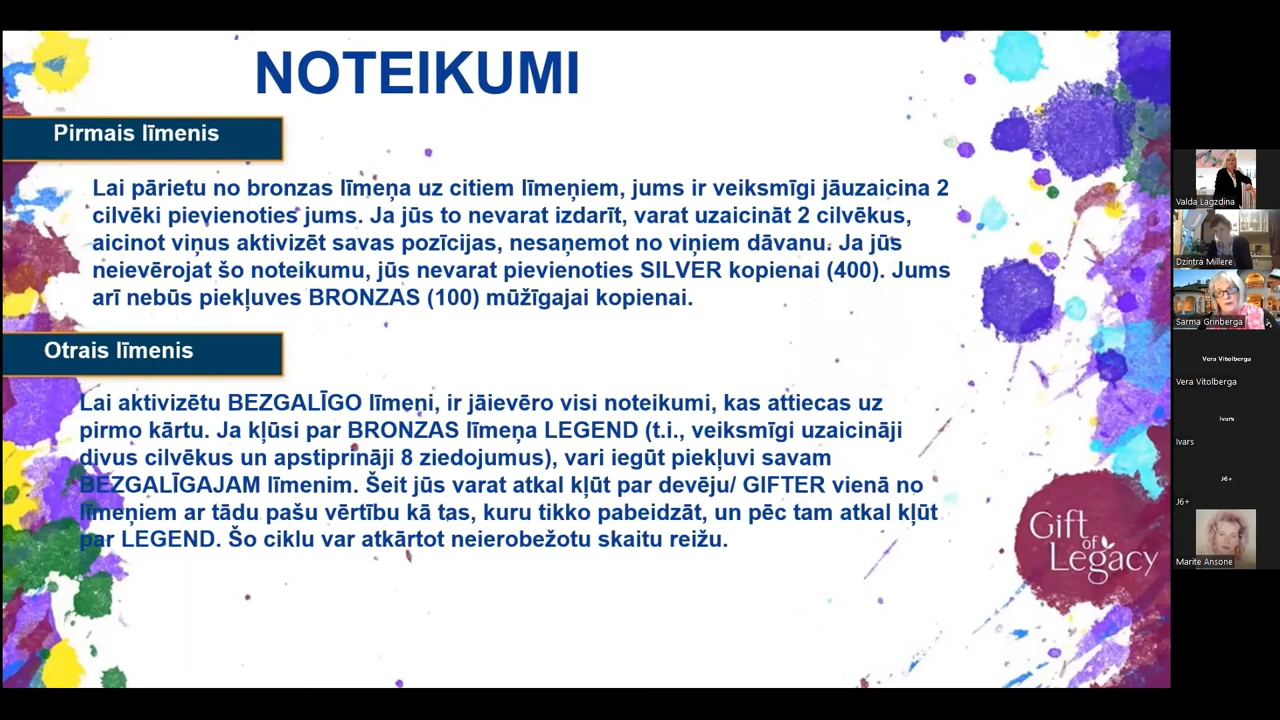 NOTEIKUMI
Pirmais līmenis
Lai pārietu no bronzas līmeņa uz citiem līmeņiem, jums ir veiksmīgi jāuzaicina 2
cilvēki pievienoties jums. Ja jūs to nevarat izdarīt, varat uzaicināt 2 cilvēkus,
aicinot viņus aktivizēt savas pozīcijas, nesaņemot no viņiem dāvanu. Ja jūs
neievērojat šo noteikumu, jūs nevarat pievienoties SILVER kopienai (400). Jums
arī nebūs piekļuves BRONZAS (100) mūžīgajai kopienai.
Otrais līmenis
Lai aktivizētu BEZGALĪGO līmeni, ir jāievēro visi noteikumi, kas attiecas uz
pirmo kārtu. Ja kļūsi par BRONZAS līmeņa LEGEND (t.i., veiksmīgi uzaicināji
divus cilvēkus un apstiprināji 8 ziedojumus), vari iegūt piekļuvi savam
BEZGALĪGAJAM līmenim. Šeit jūs varat atkal kļūt par devēju/ GIFTER vienā no
līmeņiem ar tādu pašu vērtību kā tas, kuru tikko pabeidzāt, un pēc tam atkal kļūt
par LEGEND. Šo ciklu var atkārtot neierobežotu skaitu reižu.
Gift
of
Legacy
Valda Lagzdina
Dzintra Millere
Sarma Grinberga
Vera Vitolberga
Vera Vitolberga
Ivars
Ivars
J6+
J6+
Marite Ansone